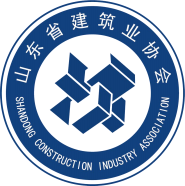 山东省建筑业协会
SHANDONG CONSTRUCTION INDUSTRY ASSOCIATION